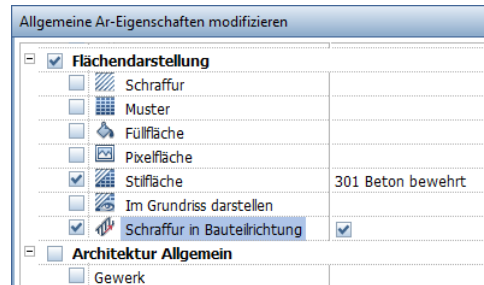 Allgemeine Ar-Eigenschaften modifizieren
Flächendarstellung
Schraffur
Muster
Füllfläche
Pixelfläche
Stilfläche 301 Beton bewehrt
Im Grundriss darstellen
Schraffur in Bauteilrichtung
Architektur Allgemein
Gewerk